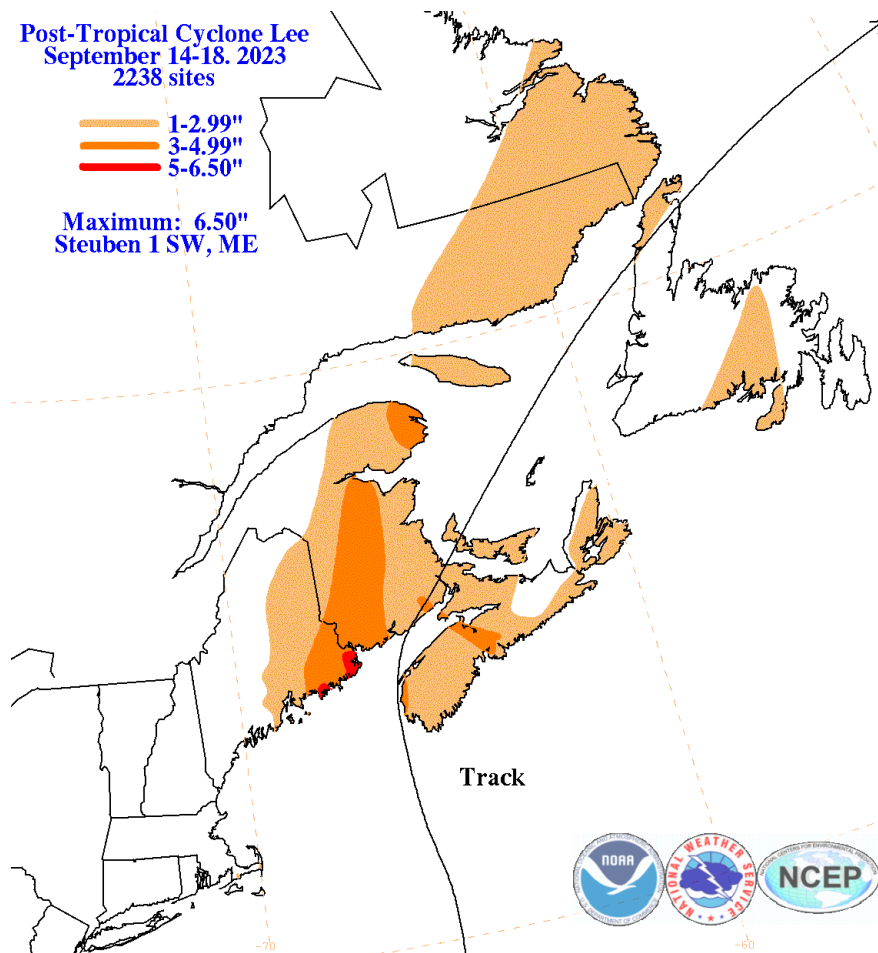 Post-Tropical Cyclone Lee
September 14-18. 2023
2238 sites
1-2.99"
3-4.99"
5-6.50"
Maximum: 6.50"
Steuben 1 SW, ME
Track
NOAA
NATIONAL WEATHER SERVICE
NCEP
-70
-60